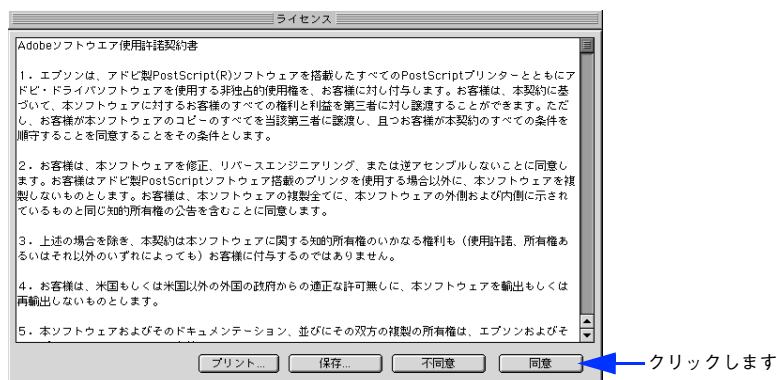 ライセンス
Adobeソフトウエア使用許諾契約書
1．エプソンは、アドビ製PostScript(R)ソフトウェアを搭載したすべてのPostScriptプリンターとともにア
ドビ・ドライバソフトウェアを使用する非独占的使用権を、お客様に対し付与します。お客様は、本契約に基
づいて、本ソフトウェアに対するお客様のすべての権利と利益を第三者に対し譲渡することができます。ただ
し、お客様が本ソフトウェアのコピーのすべてを当該第三者に譲渡し、且つお客様が本契約のすべての条件を
順守することを同意することをその条件とします。
2．お客様は、本ソフトウェアを修正、リバースエンジニアリング、または逆アセンブルしないことに同意し
ます。お客様はアドビ製PostScriptソフトウェア搭載のプリンタを使用する場合以外に、本ソフトウェアを複
製しないものとします。お客様は、本ソフトウェアの複製全てに、本ソフトウェアの外側および内側に示され
ているものと同じ知的所有権の公告を含むことに同意します。
3．上述の場合を除き、本契約は本ソフトウェアに関する知的所有権のいかなる権利も（使用許諾、所有権あ
るいはそれ以外のいずれによっても）お客様に付与するのではありません。
4．お客様は、米国もしくは米国以外の外国の政府からの適正な許可無しに、本ソフトウェアを輸出もしくは
再輸出しないものとします。
5．本ソフトウェアおよびそのドキュメンテーション、並びにその双方の複製の所有権は、エプソンおよびそ
プリント... 保存... 不同意 同意 クリックします